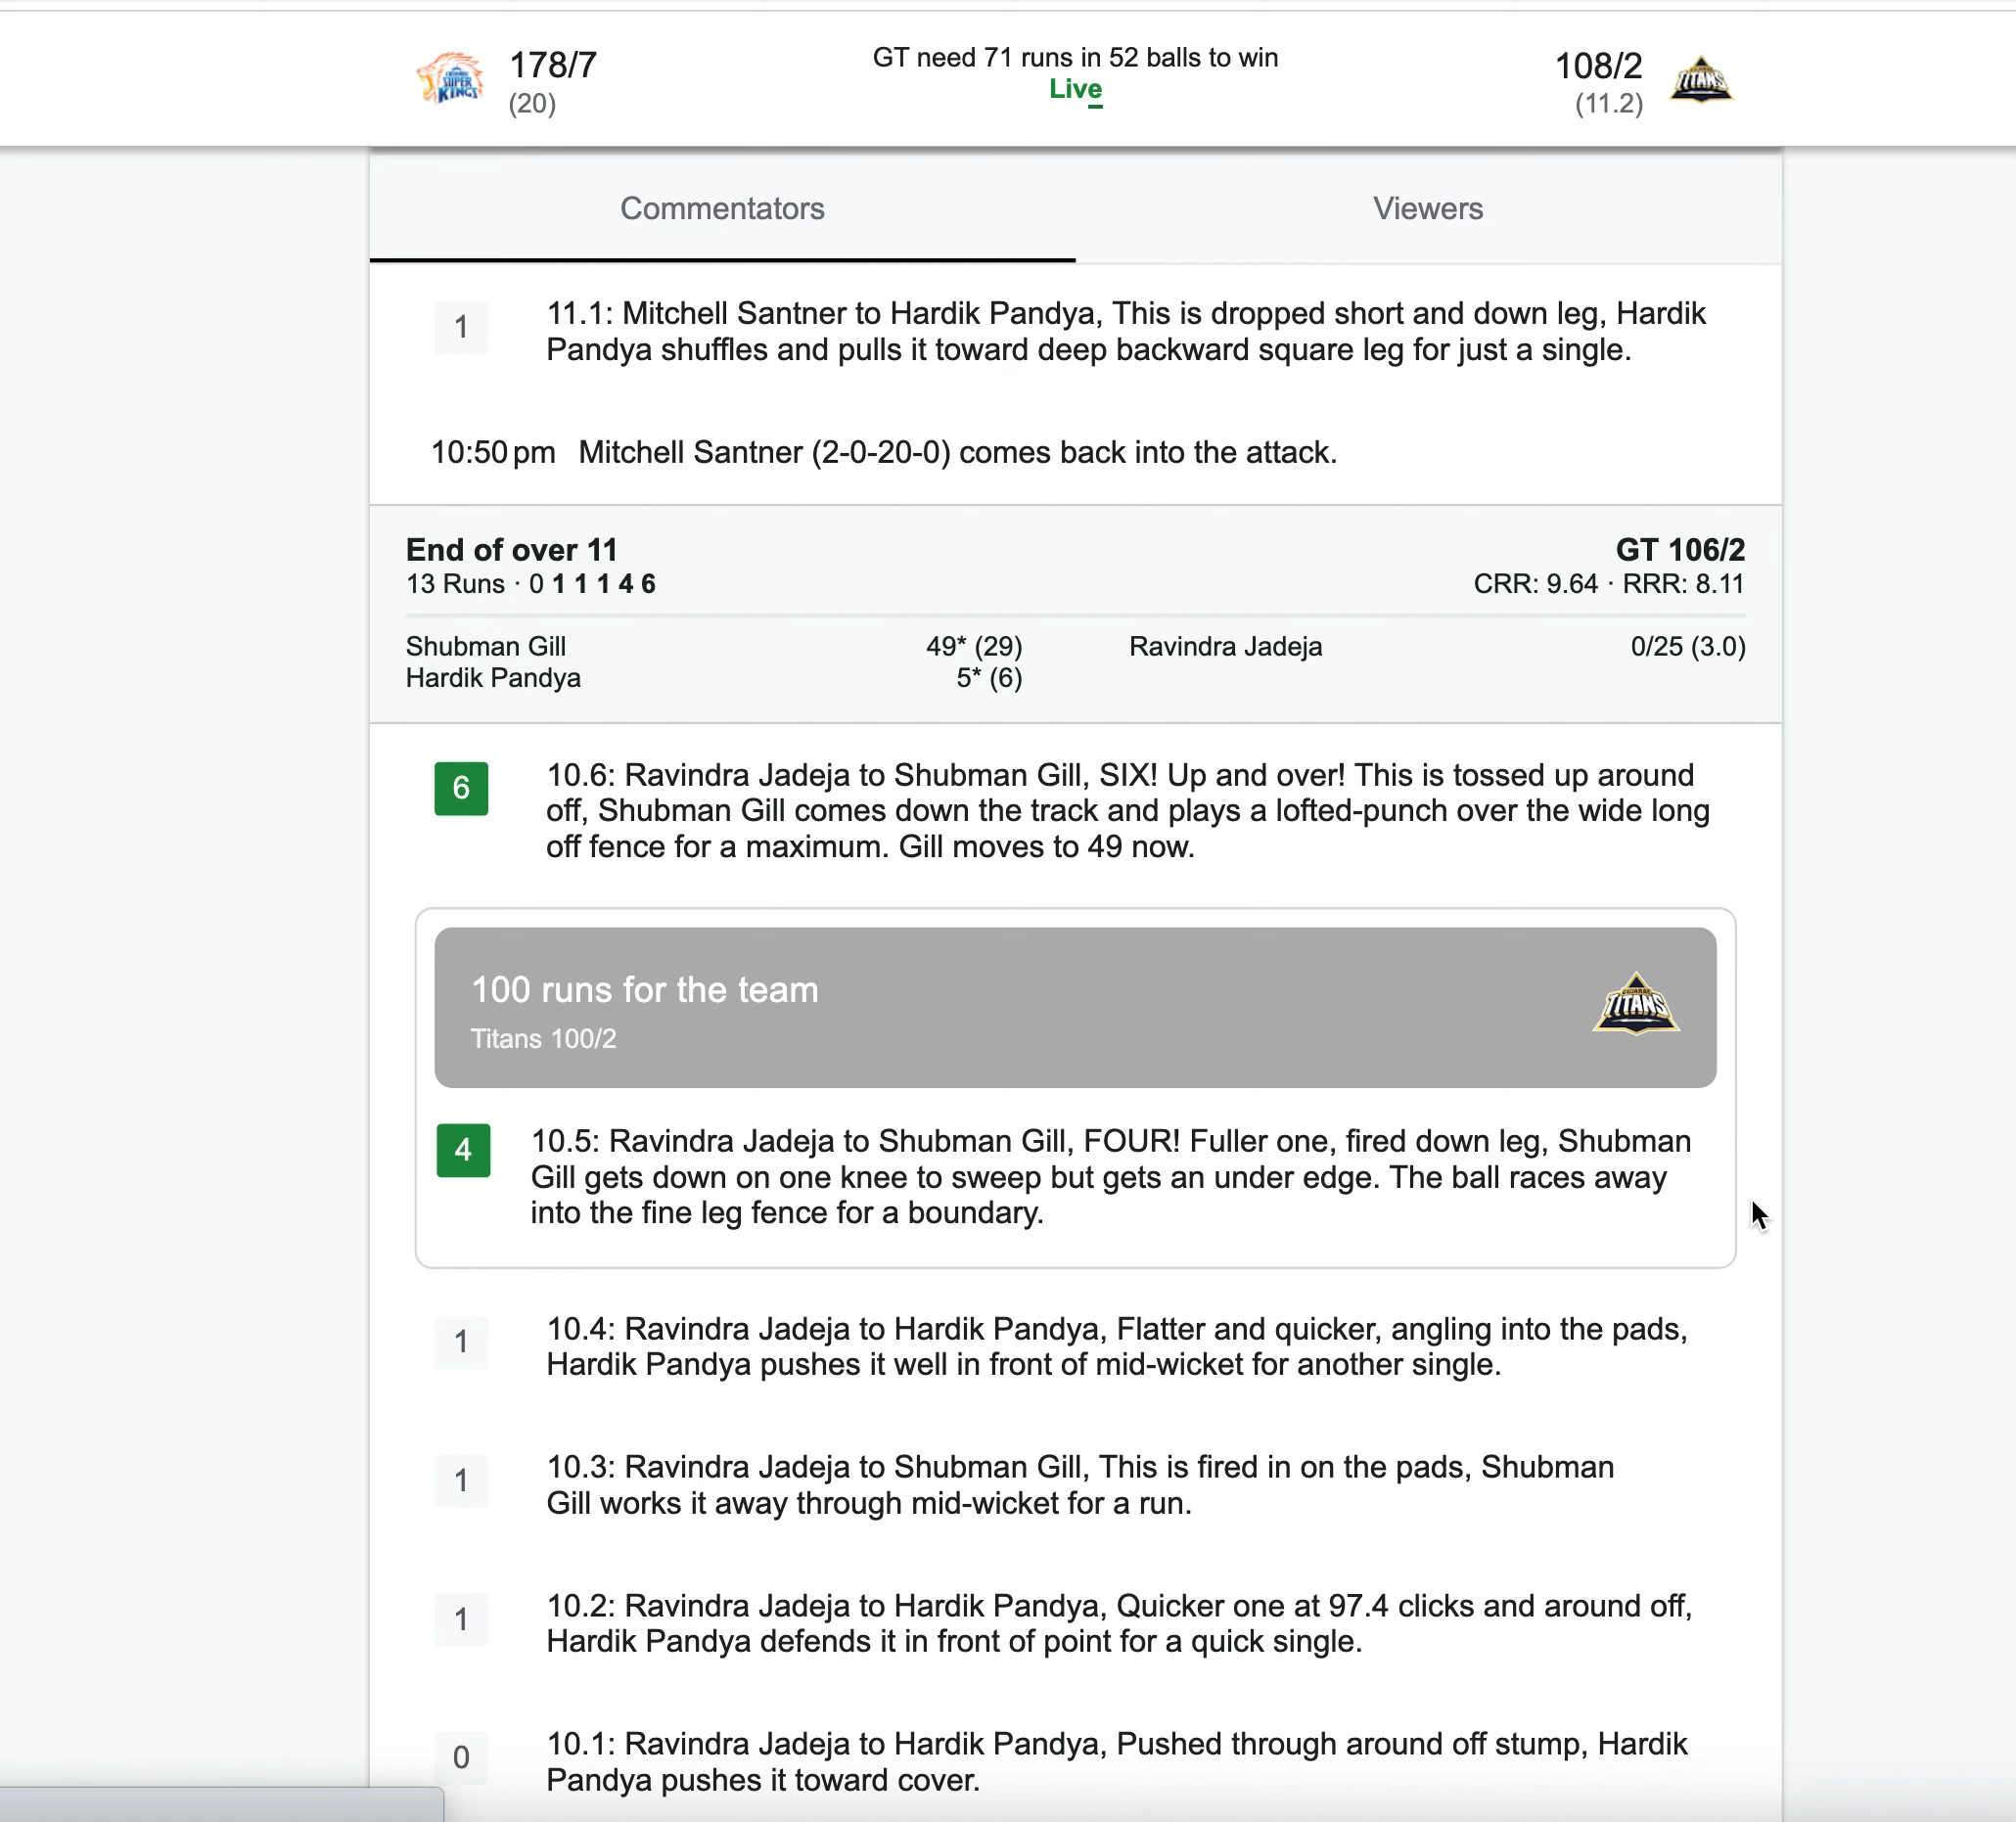 178/7
(20)
GT need 71 runs in 52 balls to win
Live
108/2
(11.2)
SUPER
KINGS
TITANS
Commentators
Viewers
1
11.1: Mitchell Santner to Hardik Pandya, This is dropped short and down leg, Hardik
Pandya shuffles and pulls it toward deep backward square leg for just a single.
10:50 pm Mitchell Santner (2-0-20-0) comes back into the attack.
End of over 11
GT 106/2
13 Runs · 0 1 1 1 4 6
CRR: 9.64 · RRR: 8.11
Shubman Gill 49* (29)
Ravindra Jadeja 0/25 (3.0)
Hardik Pandya 5* (6)
6
10.6: Ravindra Jadeja to Shubman Gill, SIX! Up and over! This is tossed up around
off, Shubman Gill comes down the track and plays a lofted-punch over the wide long
off fence for a maximum. Gill moves to 49 now.
100 runs for the team
Titans 100/2
GUJARAT
TITANS
4
10.5: Ravindra Jadeja to Shubman Gill, FOUR! Fuller one, fired down leg, Shubman
Gill gets down on one knee to sweep but gets an under edge. The ball races away
into the fine leg fence for a boundary.
1
10.4: Ravindra Jadeja to Hardik Pandya, Flatter and quicker, angling into the pads,
Hardik Pandya pushes it well in front of mid-wicket for another single.
1
10.3: Ravindra Jadeja to Shubman Gill, This is fired in on the pads, Shubman
Gill works it away through mid-wicket for a run.
1
10.2: Ravindra Jadeja to Hardik Pandya, Quicker one at 97.4 clicks and around off,
Hardik Pandya defends it in front of point for a quick single.
0
10.1: Ravindra Jadeja to Hardik Pandya, Pushed through around off stump, Hardik
Pandya pushes it toward cover.